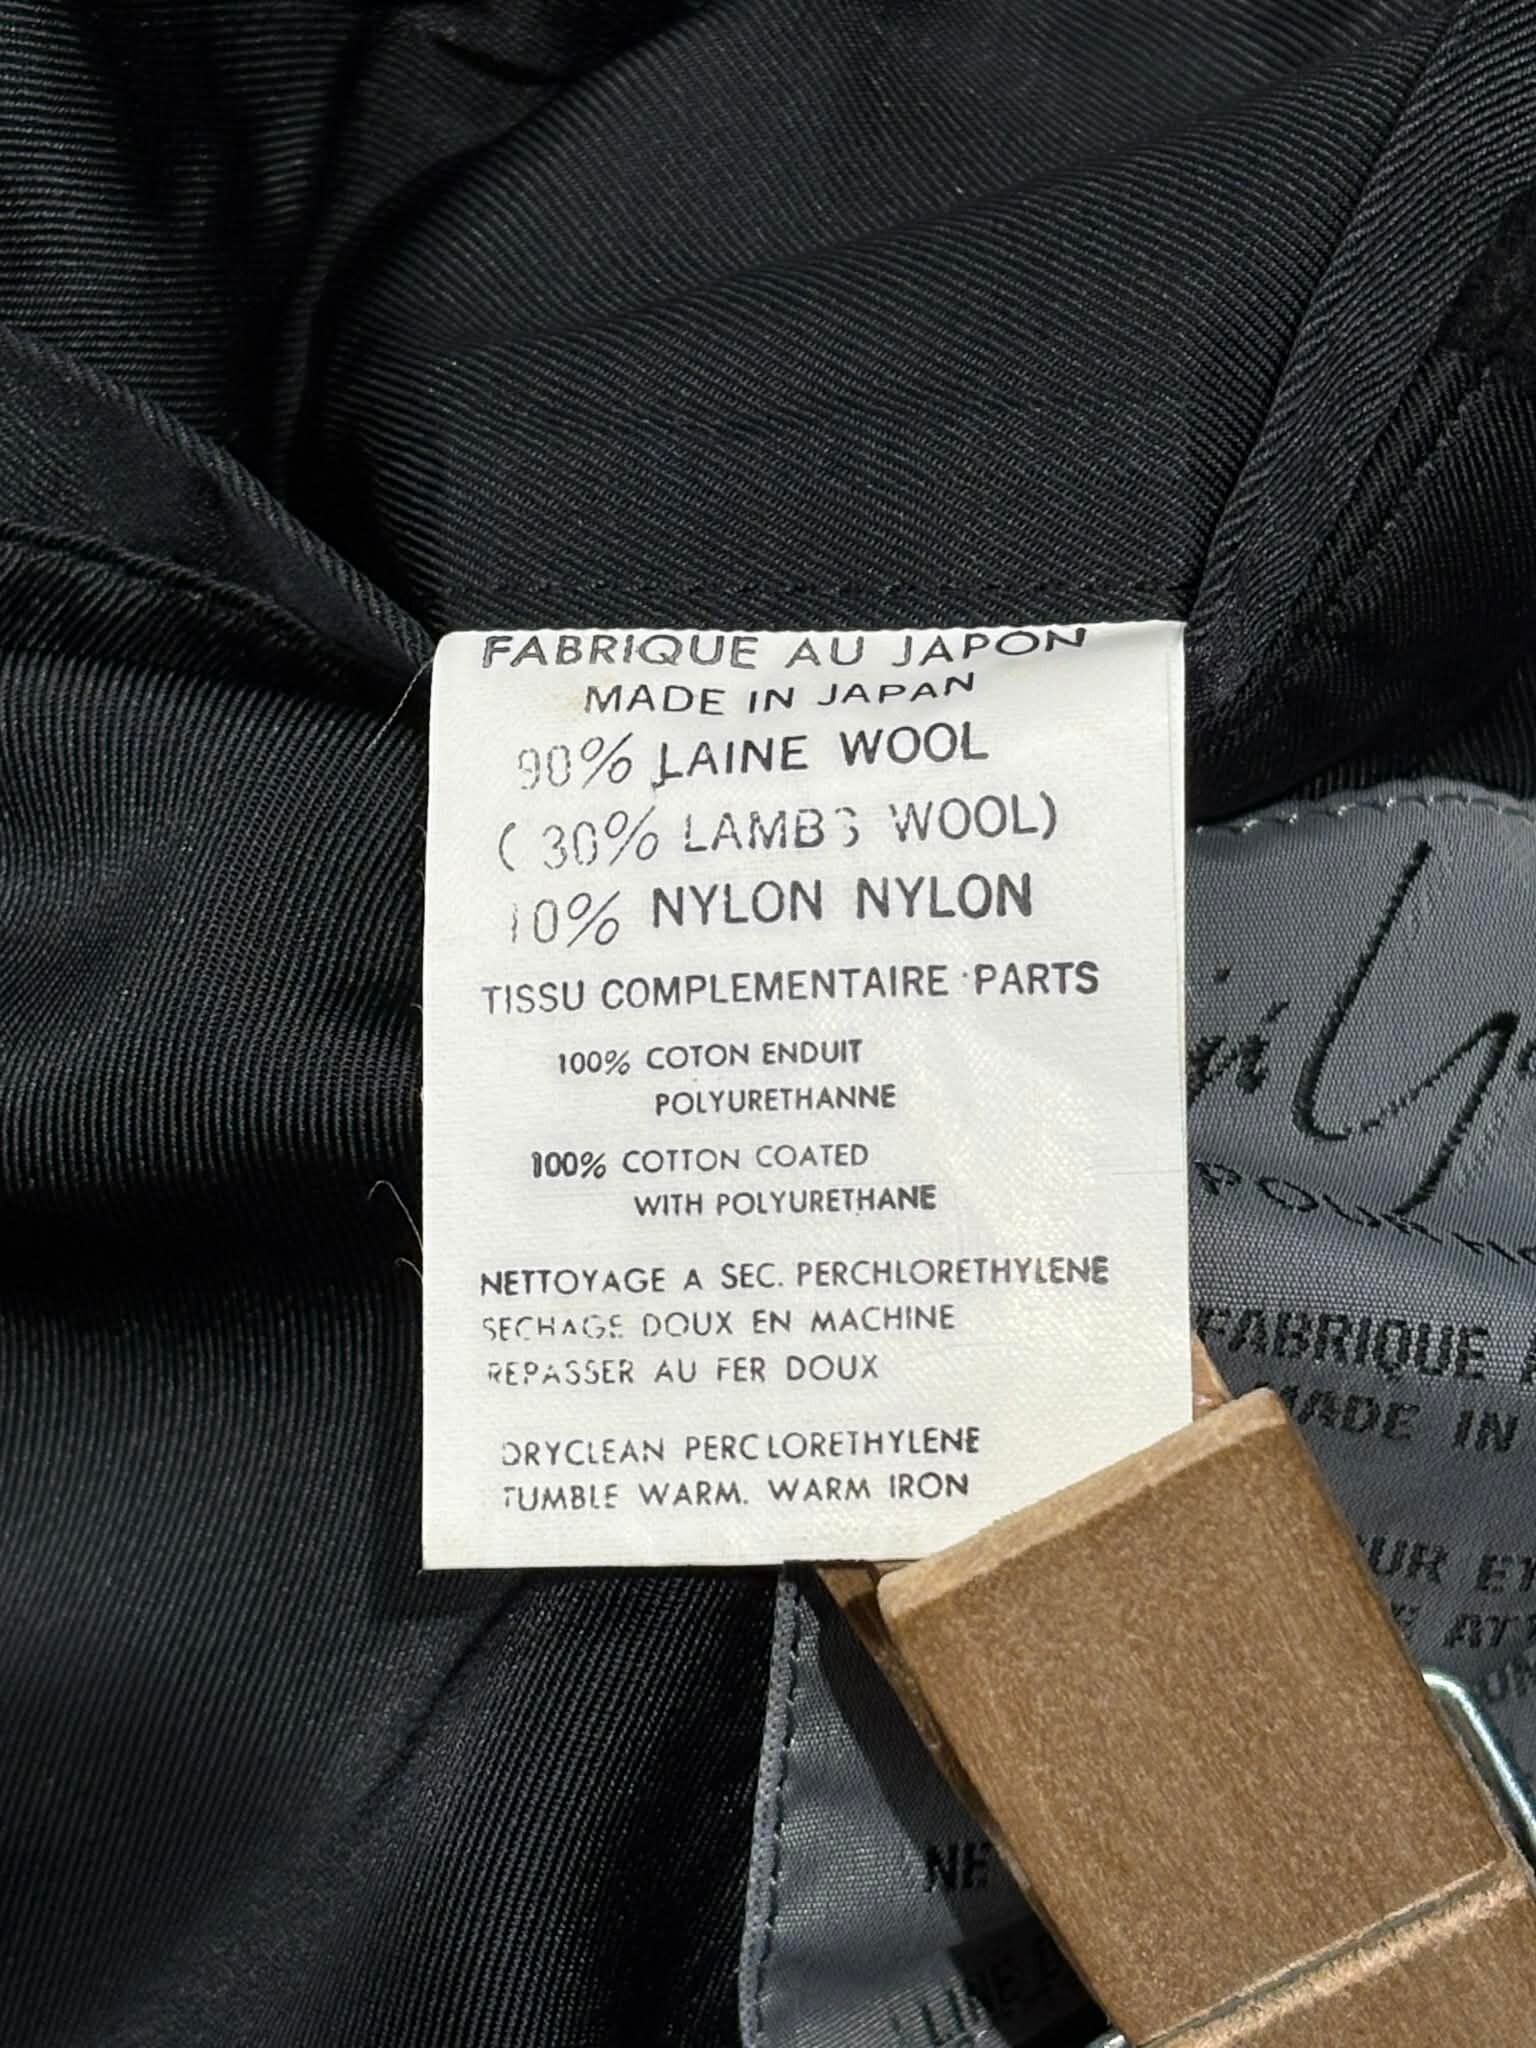 FABRIQUE AU JAPON
MADE IN JAPAN
90% LAINE WOOL
( 30% LAMBS WOOL)
10% NYLON NYLON
TISSU COMPLEMENTAIRE PARTS
100% COTON ENDUIT
POLYURETHANNE
100% COTTON COATED
WITH POLYURETHANE
NETTOYAGE A SEC. PERCHLORETHYLENE
SECHAGE DOUX EN MACHINE
REPASSER AU FER DOUX
DRYCLEAN PERCLORETHYLENE
TUMBLE WARM. WARM IRON
POUR
FABRIQUE
MADE IN